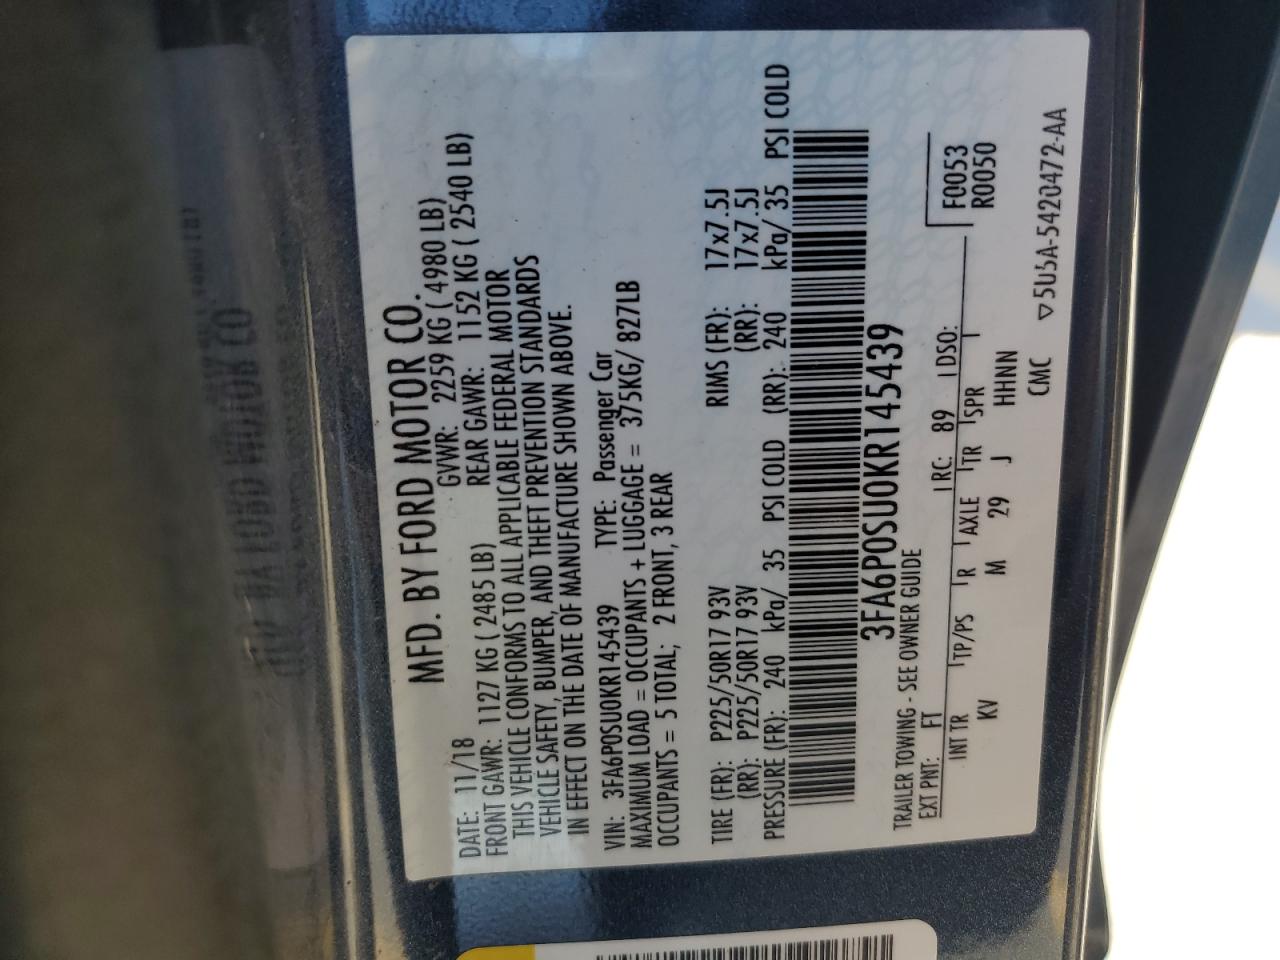 MFD. BY FORD MOTOR CO.
DATE: 11/18 GVWR: 2259 KG ( 4980 LB)
FRONT GAWR: 1127 KG ( 2485 LB) REAR GAWR: 1152 KG ( 2540 LB)
THIS VEHICLE CONFORMS TO ALL APPLICABLE FEDERAL MOTOR
VEHICLE SAFETY, BUMPER, AND THEFT PREVENTION STANDARDS
IN EFFECT ON THE DATE OF MANUFACTURE SHOWN ABOVE.
VIN: 3FA6P0SU0KR145439 TYPE: Passenger Car
MAXIMUM LOAD = OCCUPANTS + LUGGAGE = 375KG/ 827LB
OCCUPANTS = 5 TOTAL; 2 FRONT, 3 REAR
TIRE (FR): P225/50R17 93V RIMS (FR): 17x7.5J
(RR): P225/50R17 93V (RR): 17x7.5J
PRESSURE (FR): 240 kPa/ 35 PSI COLD (RR): 240 kPa/ 35 PSI COLD
3FA6P0SU0KR145439
TRAILER TOWING - SEE OWNER GUIDE
F0053
EXT PNT: FT RC: 89 DSO: R0050
INT TR TP/PS R AXLE TR SPR
KV M 29 J HHNN
CMC ▽5U5A-5420472-AA